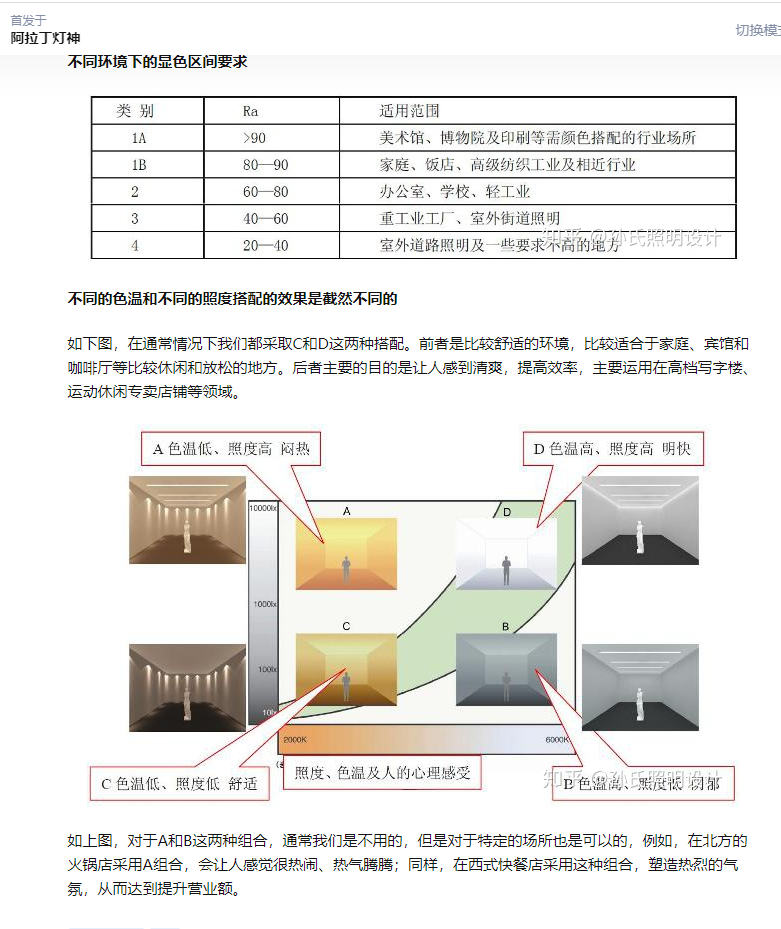 首发于
阿拉丁灯神
切换模
不同环境下的显色区间要求
类 别 Ra 适用范围
1A >90 美术馆、博物院及印刷等需颜色搭配的行业场所
1B 80—90 家庭、饭店、高级纺织工业及相近行业
2 60—80 办公室、学校、轻工业
3 40—60 重工业工厂、室外街道照明
4 20—40 室外道路照明及一些要求不高的地方
知乎 @孙氏照明设计
不同的色温和不同的照度搭配的效果是截然不同的
如下图，在通常情况下我们都采取C和D这两种搭配。前者是比较舒适的环境，比较适合于家庭、宾馆和
咖啡厅等比较休闲和放松的地方。后者主要的目的是让人感到清爽，提高效率，主要运用在高档写字楼、
运动休闲专卖店铺等领域。
A 色温低、照度高 闷热
D 色温高、照度高 明快
10000lx
A
D
1000lx
C
B
100lx
10lx
2000K
6000K
C 色温低、照度低 舒适
照度、色温及人的心理感受
B 色温高、照度低 阴郁
知乎 @孙氏照明设计
如上图，对于A和B这两种组合，通常我们是不用的，但是对于特定的场所也是可以的，例如，在北方的
火锅店采用A组合，会让人感觉很热闹、热气腾腾；同样，在西式快餐店采用这种组合，塑造热烈的气
氛，从而达到提升营业额。